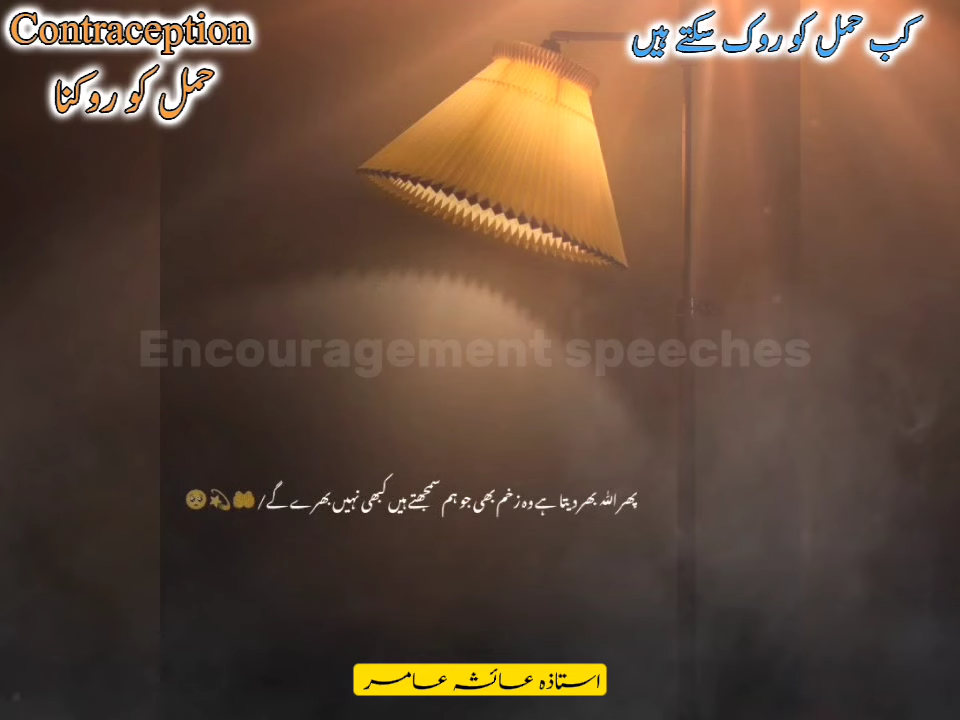 Contraception
حمل کو روکنا
کب حمل کو روک سکتے ہیں
Encouragement speeches
پھر اللہ بھر دیتا ہے وہ زخم بھی جو ہم سمجھتے ہیں کبھی نہیں بھرے گے / 🤲💫🥺
استاذہ عائشہ عامر